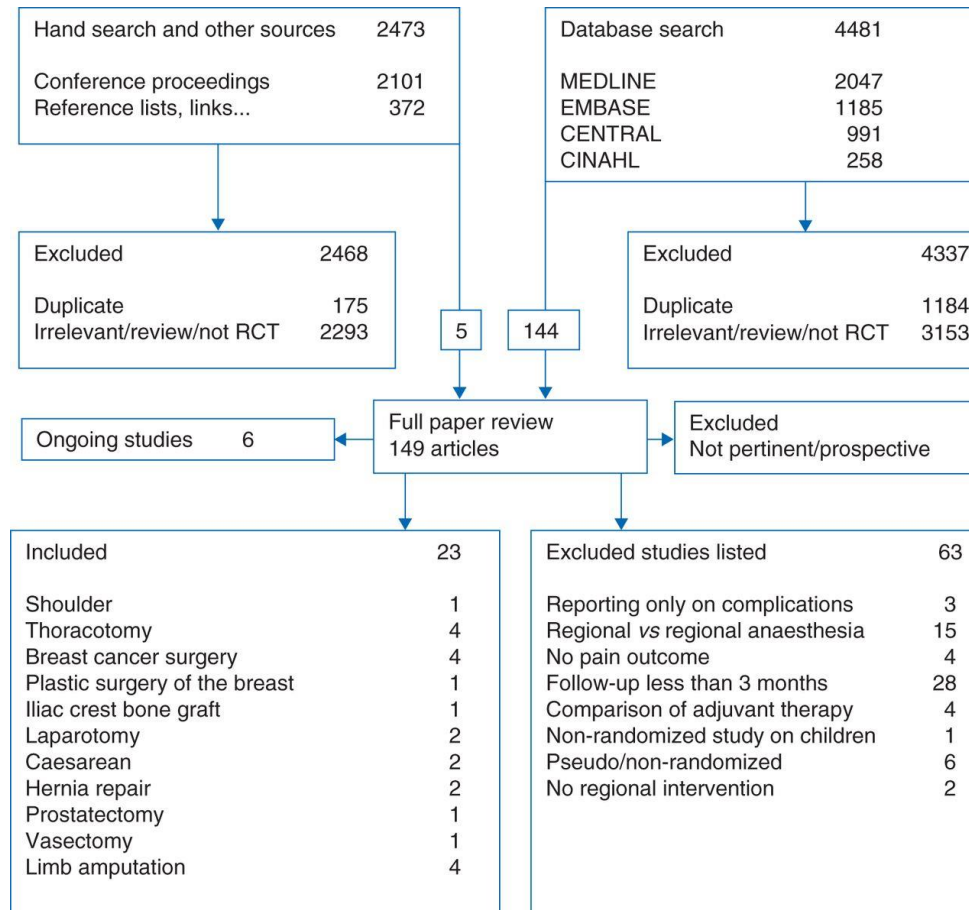 Hand search and other sources 2473
Conference proceedings 2101
Reference lists, links... 372
Database search 4481
MEDLINE 2047
EMBASE 1185
CENTRAL 991
CINAHL 258
Excluded 2468
Duplicate 175
Irrelevant/review/not RCT 2293
Excluded 4337
Duplicate 1184
Irrelevant/review/not RCT 3153
5
144
Ongoing studies 6
Full paper review
149 articles
Excluded
Not pertinent/prospective
Included 23
Shoulder 1
Thoracotomy 4
Breast cancer surgery 4
Plastic surgery of the breast 1
Iliac crest bone graft 1
Laparotomy 2
Caesarean 2
Hernia repair 2
Prostatectomy 1
Vasectomy 1
Limb amputation 4
Excluded studies listed 63
Reporting only on complications 3
Regional vs regional anaesthesia 15
No pain outcome 4
Follow-up less than 3 months 28
Comparison of adjuvant therapy 4
Non-randomized study on children 1
Pseudo/non-randomized 6
No regional intervention 2